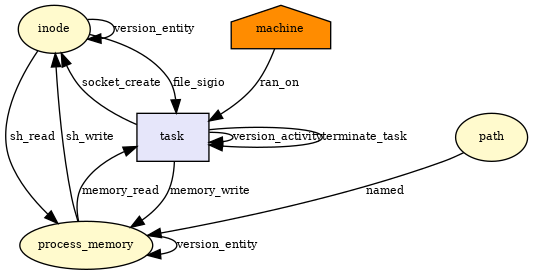 inode
version_entity
machine
socket_create
file_sigio
ran_on
sh_read
sh_write
task
version_activity
terminate_task
path
memory_read
memory_write
named
process_memory
version_entity